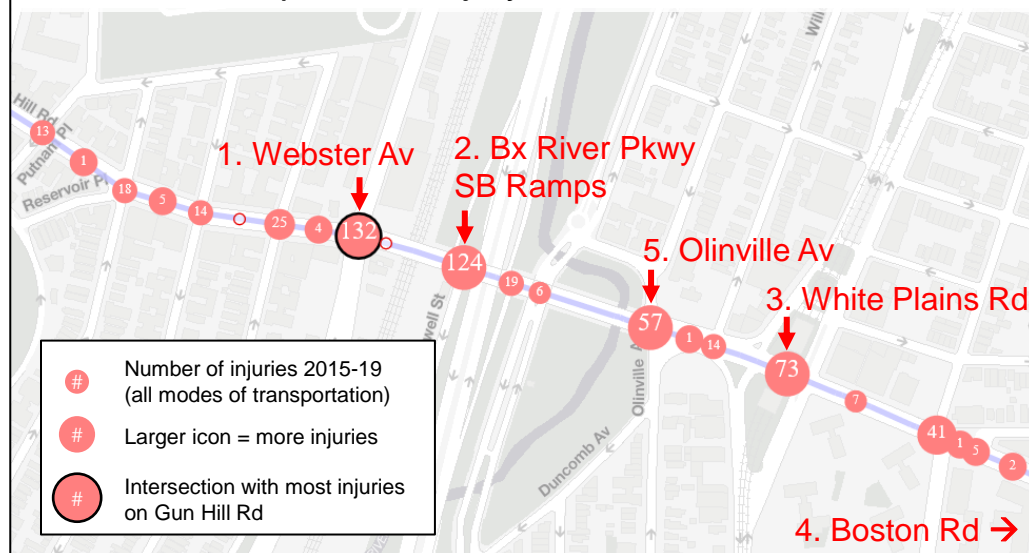 Hill Rd
Putnam Pl
Reservoir Pl
13
1
18
5
14
25
4
132
1. Webster Av
2. Bx River Pkwy
SB Ramps
124
19
6
5. Olinville Av
57
1
14
3. White Plains Rd
73
7
41
1
5
2
4. Boston Rd →
Olinville A
Duncomb Av
well St
Will
# Number of injuries 2015-19
(all modes of transportation)
# Larger icon = more injuries
# Intersection with most injuries
on Gun Hill Rd